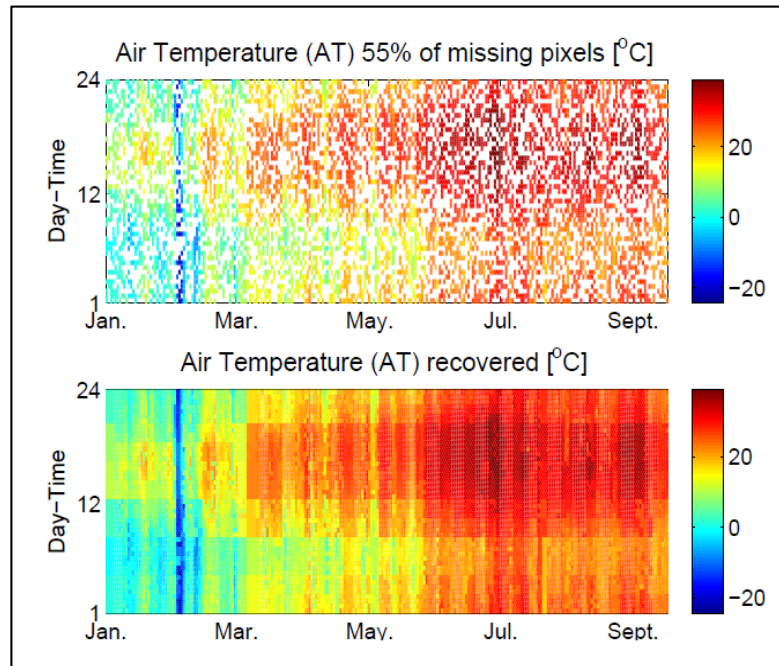 Air Temperature (AT) 55% of missing pixels [°C]
24
12
1
Day-Time
Jan. Mar. May. Jul. Sept.
20
0
−20
Air Temperature (AT) recovered [°C]
24
12
1
Day-Time
Jan. Mar. May. Jul. Sept.
20
0
−20